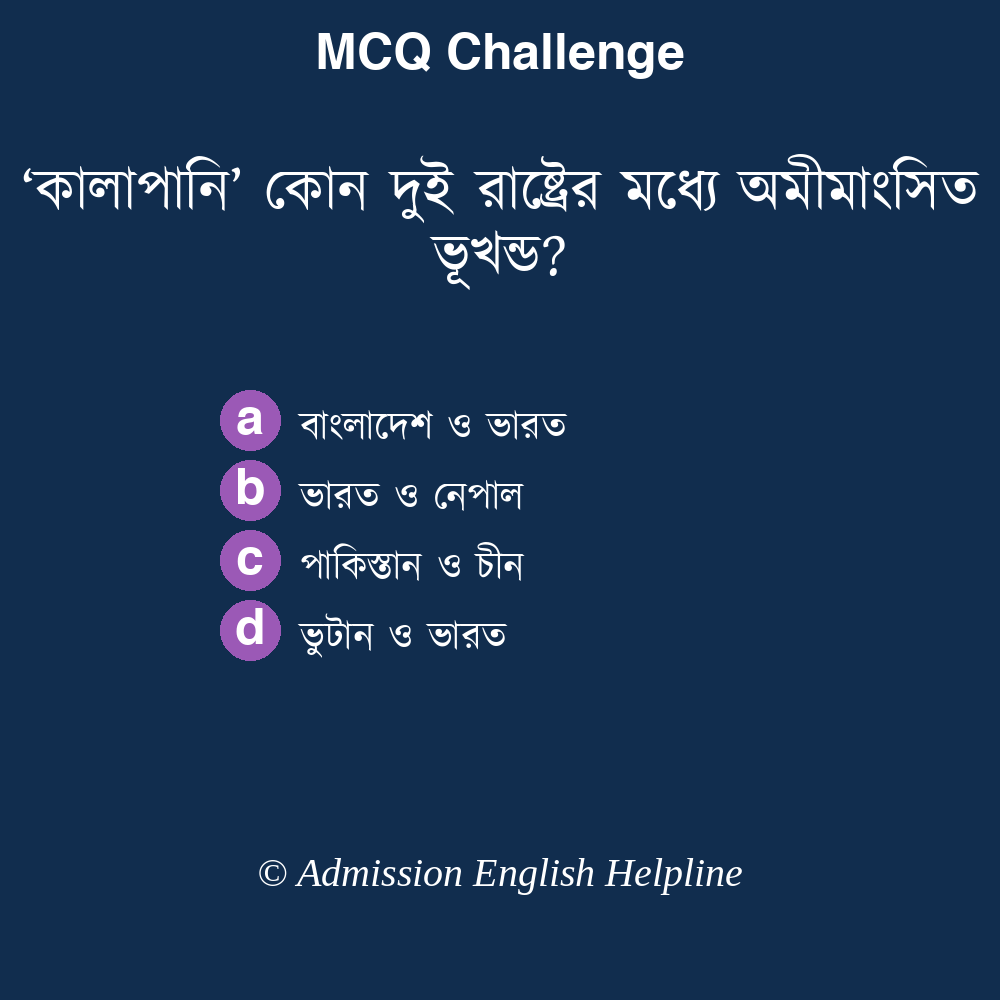 MCQ Challenge
‘কালাপানি’ কোন দুই রাষ্ট্রের মধ্যে অমীমাংসিত
ভূখন্ড?
a বাংলাদেশ ও ভারত
b ভারত ও নেপাল
c পাকিস্তান ও চীন
d ভুটান ও ভারত
© Admission English Helpline